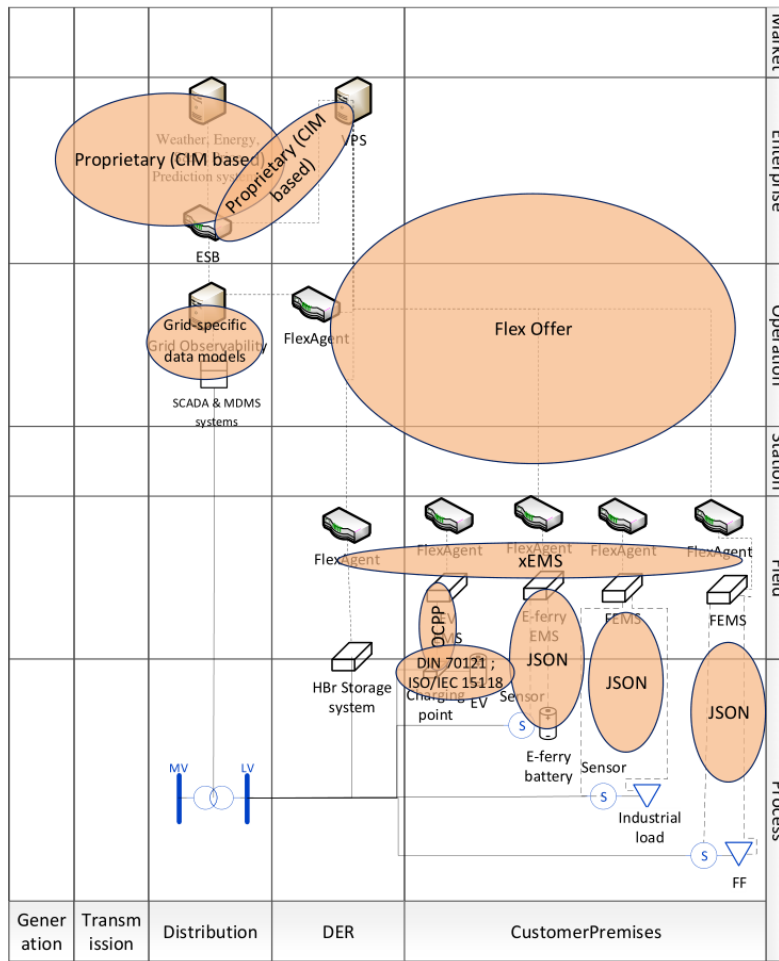 Market
Enterprise
Operation
Station
Field
Process
Weather, Energy,
Prediction system
Proprietary (CIM based)
Proprietary (CIM
based)
VPS
ESB
Grid-specific
Grid Observability
data models
SCADA & MDMS
systems
FlexAgent
Flex Offer
FlexAgent
FlexAgent
FlexAgent
FlexAgent
FlexAgent
xEMS
OCPP
E-ferry
EMS
FEMS
FEMS
DIN 70121 ;
ISO/IEC 15118
JSON
JSON
JSON
HBr Storage
system
Charging
point
EV
Sensor
S
E-ferry
battery
Sensor
S
Industrial
load
S
FF
MV
LV
Gener
ation
Transm
ission
Distribution
DER
CustomerPremises